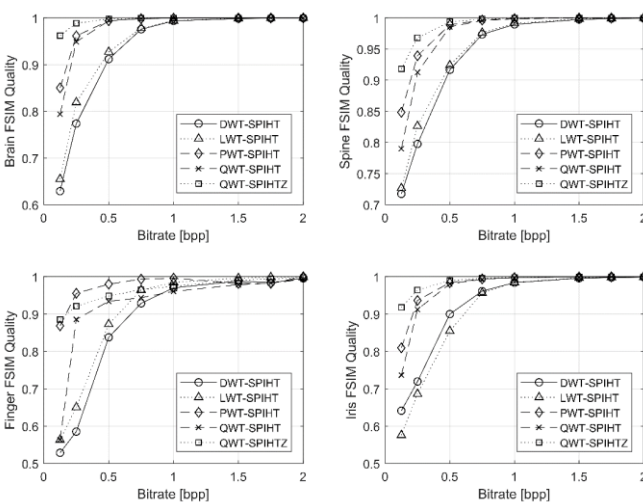 Brain FSIM Quality
1
0.9
0.8
0.7
0.6
0
0.5
1
1.5
2
Bitrate [bpp]
DWT-SPIHT
LWT-SPIHT
PWT-SPIHT
QWT-SPIHT
QWT-SPIHTZ
Spine FSIM Quality
1
0.95
0.9
0.85
0.8
0.75
0.7
0
0.5
1
1.5
2
Bitrate [bpp]
DWT-SPIHT
LWT-SPIHT
PWT-SPIHT
QWT-SPIHT
QWT-SPIHTZ
Finger FSIM Quality
1
0.9
0.8
0.7
0.6
0.5
0
0.5
1
1.5
2
Bitrate [bpp]
DWT-SPIHT
LWT-SPIHT
PWT-SPIHT
QWT-SPIHT
QWT-SPIHTZ
Iris FSIM Quality
1
0.9
0.8
0.7
0.6
0.5
0
0.5
1
1.5
2
Bitrate [bpp]
DWT-SPIHT
LWT-SPIHT
PWT-SPIHT
QWT-SPIHT
QWT-SPIHTZ